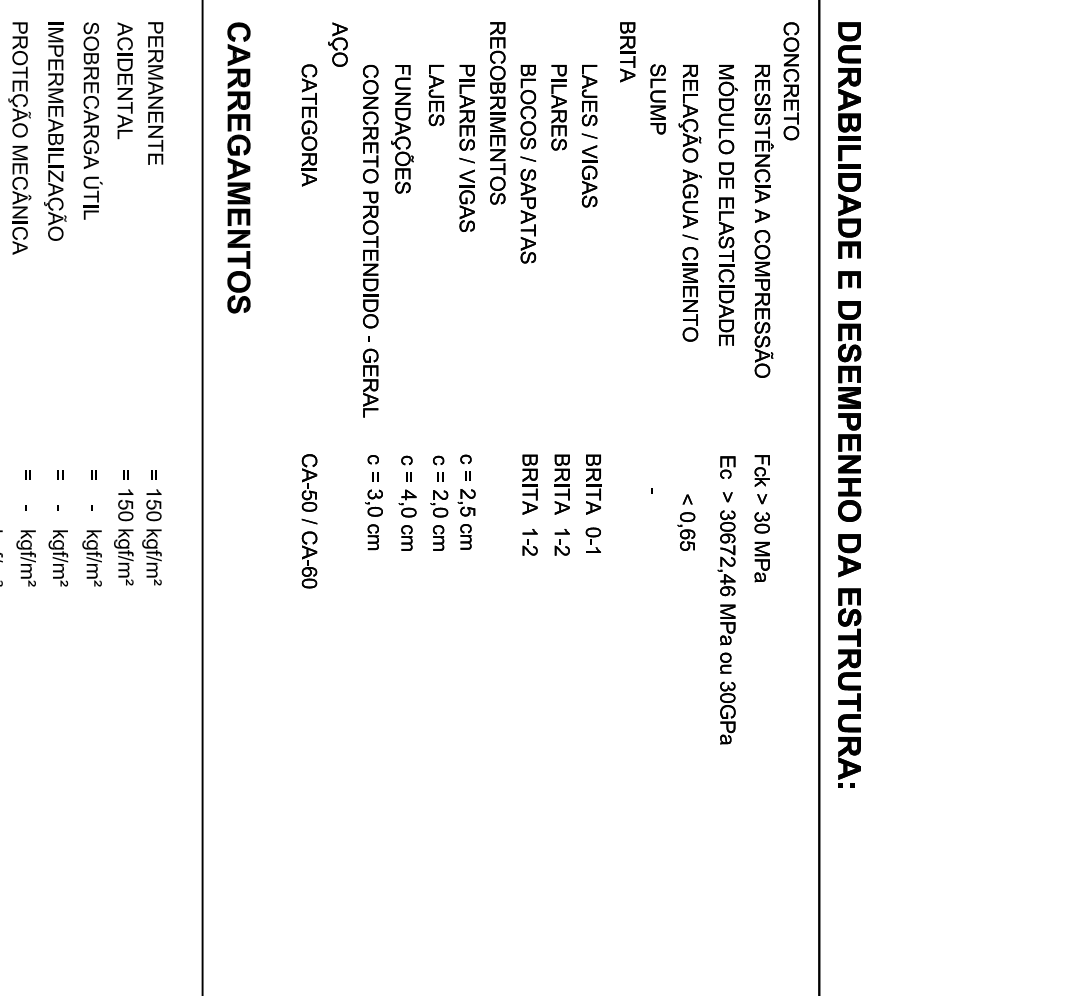 DURABILIDADE E DESEMPENHO DA ESTRUTURA:
CONCRETO
RESISTÊNCIA A COMPRESSÃO Fck > 30 MPa
MÓDULO DE ELASTICIDADE Ec > 30672,46 MPa ou 30GPa
RELAÇÃO ÁGUA / CIMENTO < 0,65
SLUMP -
BRITA
LAJES / VIGAS BRITA 0-1
PILARES BRITA 1-2
BLOCOS / SAPATAS BRITA 1-2
RECOBRIMENTOS
PILARES / VIGAS c = 2,5 cm
LAJES c = 2,0 cm
FUNDAÇÕES c = 4,0 cm
CONCRETO PROTENDIDO - GERAL c = 3,0 cm
AÇO
CATEGORIA CA-50 / CA-60
CARREGAMENTOS
PERMANENTE = 150 kgf/m²
ACIDENTAL = 150 kgf/m²
SOBRECARGA ÚTIL = - kgf/m²
IMPERMEABILIZAÇÃO = - kgf/m²
PROTEÇÃO MECÂNICA = - kgf/m²